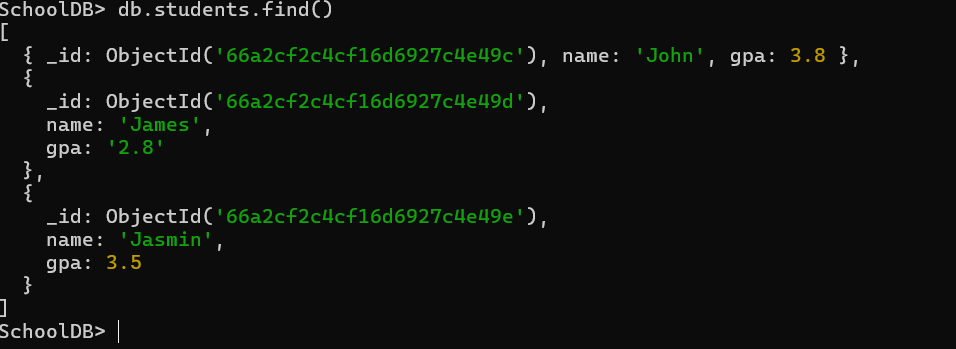 SchoolDB> db.students.find()
[
  { _id: ObjectId('66a2cf2c4cf16d6927c4e49c'), name: 'John', gpa: 3.8 },
  {
    _id: ObjectId('66a2cf2c4cf16d6927c4e49d'),
    name: 'James',
    gpa: '2.8'
  },
  {
    _id: ObjectId('66a2cf2c4cf16d6927c4e49e'),
    name: 'Jasmin',
    gpa: 3.5
  }
]
SchoolDB>